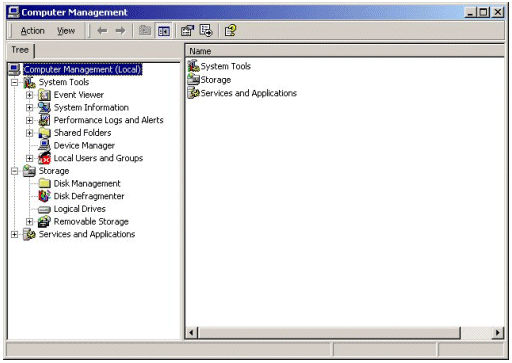 Computer Management
Action View
Tree
Name
Computer Management (Local)
System Tools
Event Viewer
System Information
Performance Logs and Alerts
Shared Folders
Device Manager
Local Users and Groups
Storage
Disk Management
Disk Defragmenter
Logical Drives
Removable Storage
Services and Applications
System Tools
Storage
Services and Applications